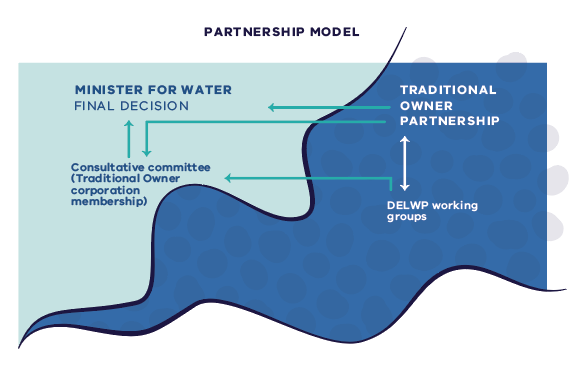 PARTNERSHIP MODEL
MINISTER FOR WATER
FINAL DECISION
TRADITIONAL
OWNER
PARTNERSHIP
Consultative committee
(Traditional Owner
corporation
membership)
DELWP working
groups